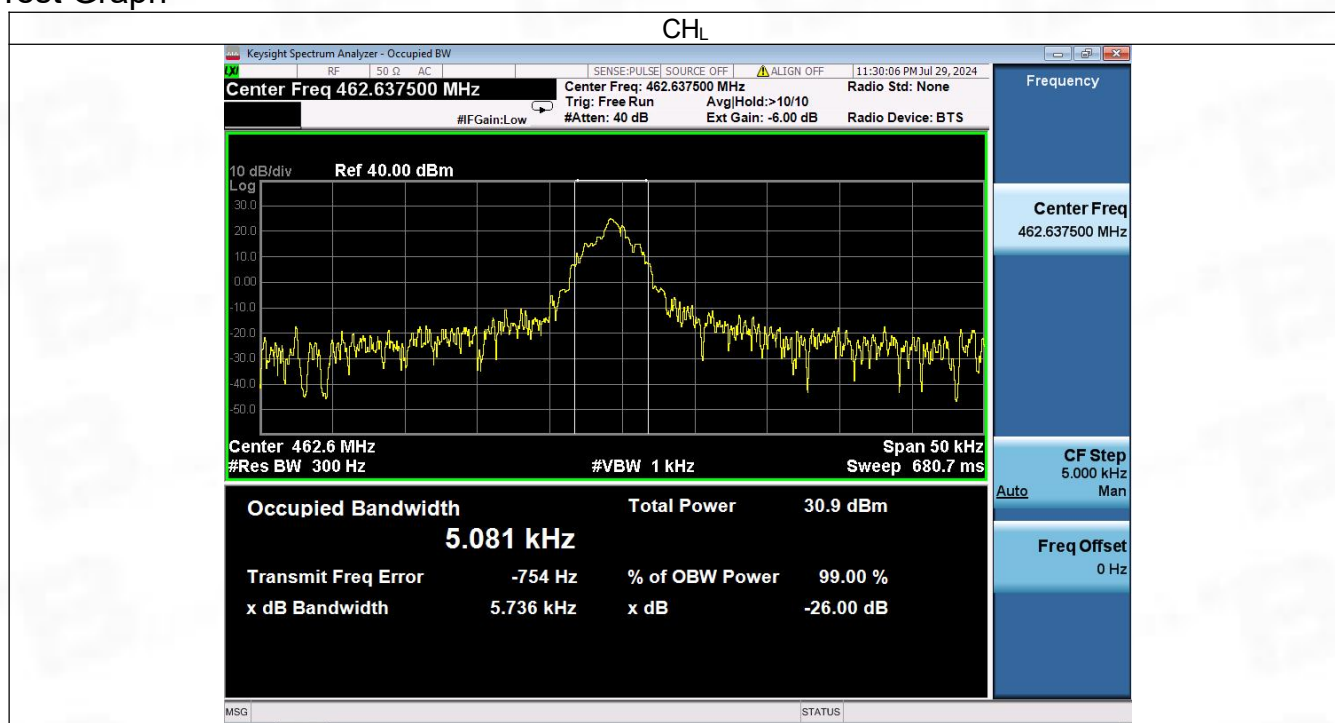 CHL
Keysight Spectrum Analyzer - Occupied BW
LXI RF 50 Ω AC SENSE:PULSE SOURCE OFF ALIGN OFF 11:30:06 PM Jul 29, 2024
Center Freq 462.637500 MHz
Center Freq: 462.637500 MHz Radio Std: None
Trig: Free Run Avg|Hold:>10/10
#IFGain:Low #Atten: 40 dB Ext Gain: -6.00 dB Radio Device: BTS
10 dB/div Ref 40.00 dBm
Log
30.0
20.0
10.0
0.00
-10.0
-20.0
-30.0
-40.0
-50.0
Center 462.6 MHz Span 50 kHz
#Res BW 300 Hz #VBW 1 kHz Sweep 680.7 ms
Occupied Bandwidth Total Power 30.9 dBm
5.081 kHz
Transmit Freq Error -754 Hz % of OBW Power 99.00 %
x dB Bandwidth 5.736 kHz x dB -26.00 dB
MSG STATUS
Frequency
Center Freq
462.637500 MHz
CF Step
5.000 kHz
Auto Man
Freq Offset
0 Hz